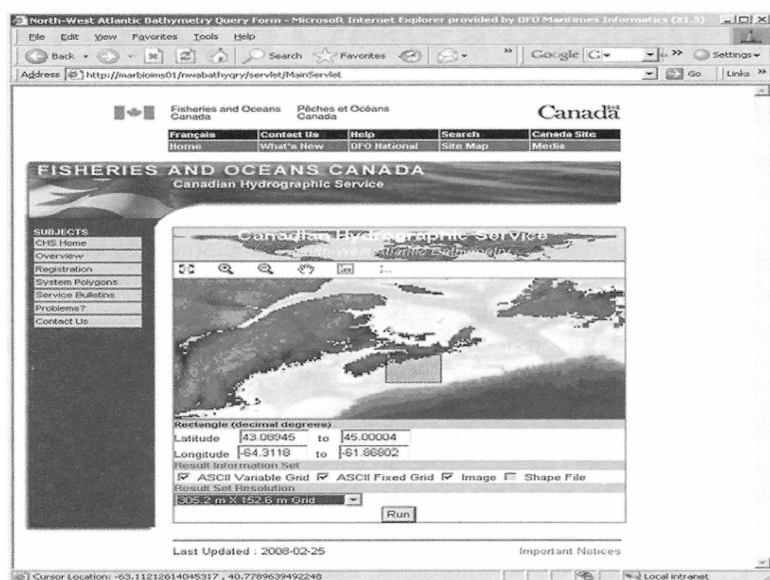 North-West Atlantic Bathymetry Query Form - Microsoft Internet Explorer provided by DFO Maritimes Informatics (X1.5)
File Edit View Favorites Tools Help
Back Search Favorites Google G Settings
Address http://marbioims01/nwabathyqry/servlet/MainServlet Go Links
Fisheries and Oceans Canada
Pêches et Océans Canada
Canada
Français Contact Us Help Search Canada Site
Home What's New DFO National Site Map Media
FISHERIES AND OCEANS CANADA
Canadian Hydrographic Service
SUBJECTS
CHS Home
Overview
Registration
System Polygons
Service Bulletins
Problems?
Contact Us
Canadian Hydrographic Service
Rectangle (decimal degrees)
Latitude 43.08945 to 45.00004
Longitude -64.3118 to -61.86802
Result Information Set
ASCII Variable Grid ASCII Fixed Grid Image Shape File
Result Set Resolution
305.2 m X 152.6 m Grid
Run
Last Updated : 2008-02-25 Important Notices
Cursor Location: -63.11212614045317 , 40.7789639492248 Local intranet